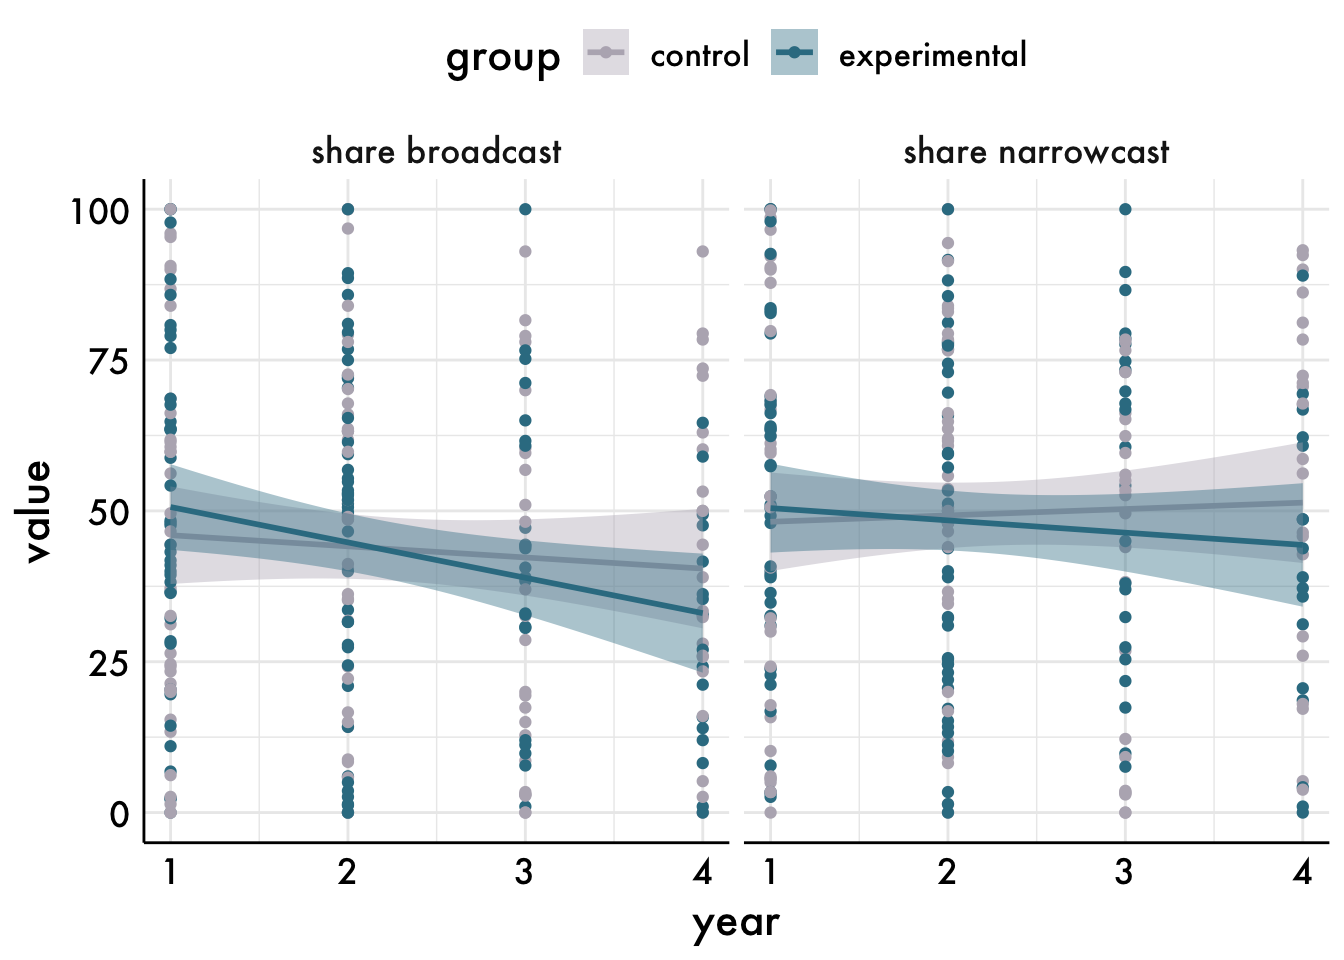 group control experimental
share broadcast share narrowcast
100
75
50
25
0
value
1 2 3 4 1 2 3 4
year